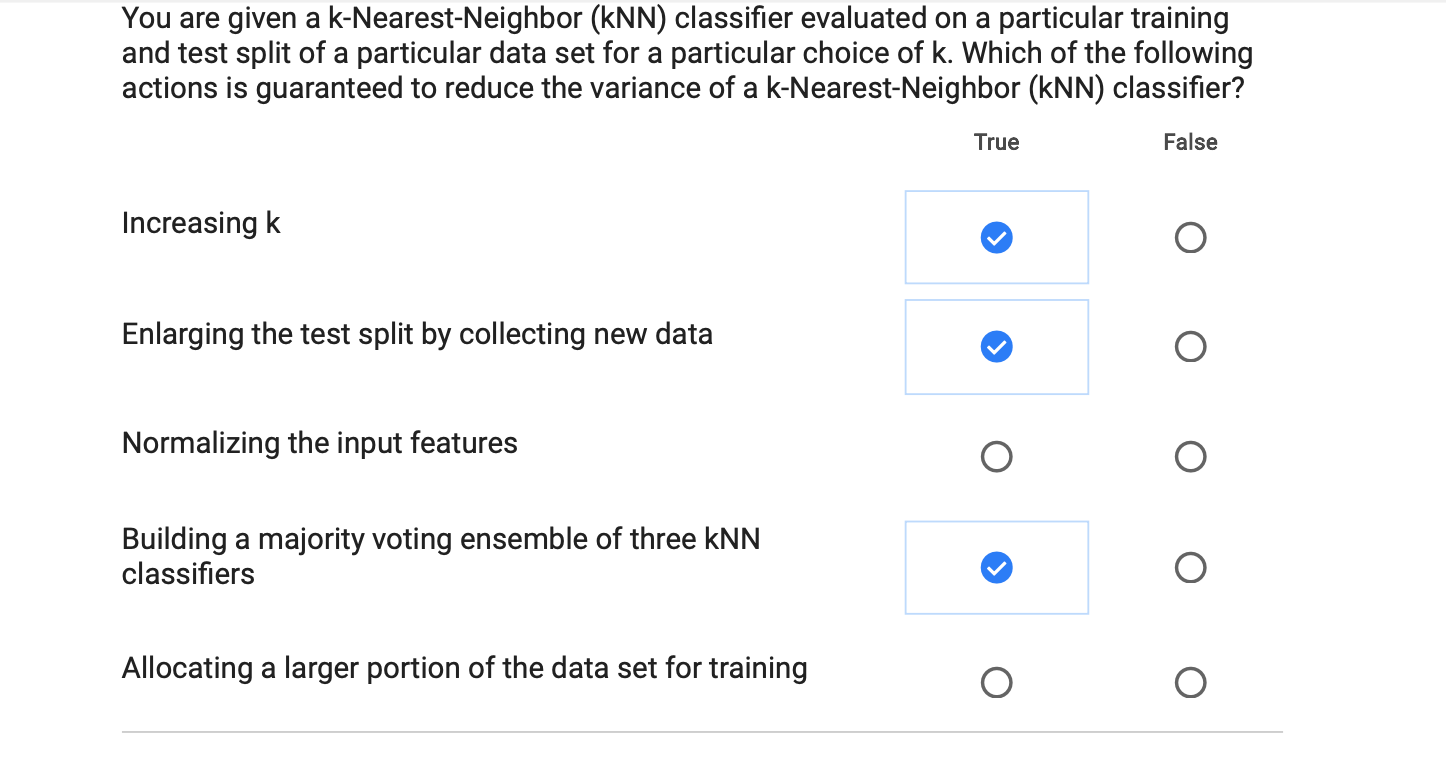 You are given a k-Nearest-Neighbor (kNN) classifier evaluated on a particular training
and test split of a particular data set for a particular choice of k. Which of the following
actions is guaranteed to reduce the variance of a k-Nearest-Neighbor (kNN) classifier?
True False
Increasing k
Enlarging the test split by collecting new data
Normalizing the input features
Building a majority voting ensemble of three kNN
classifiers
Allocating a larger portion of the data set for training